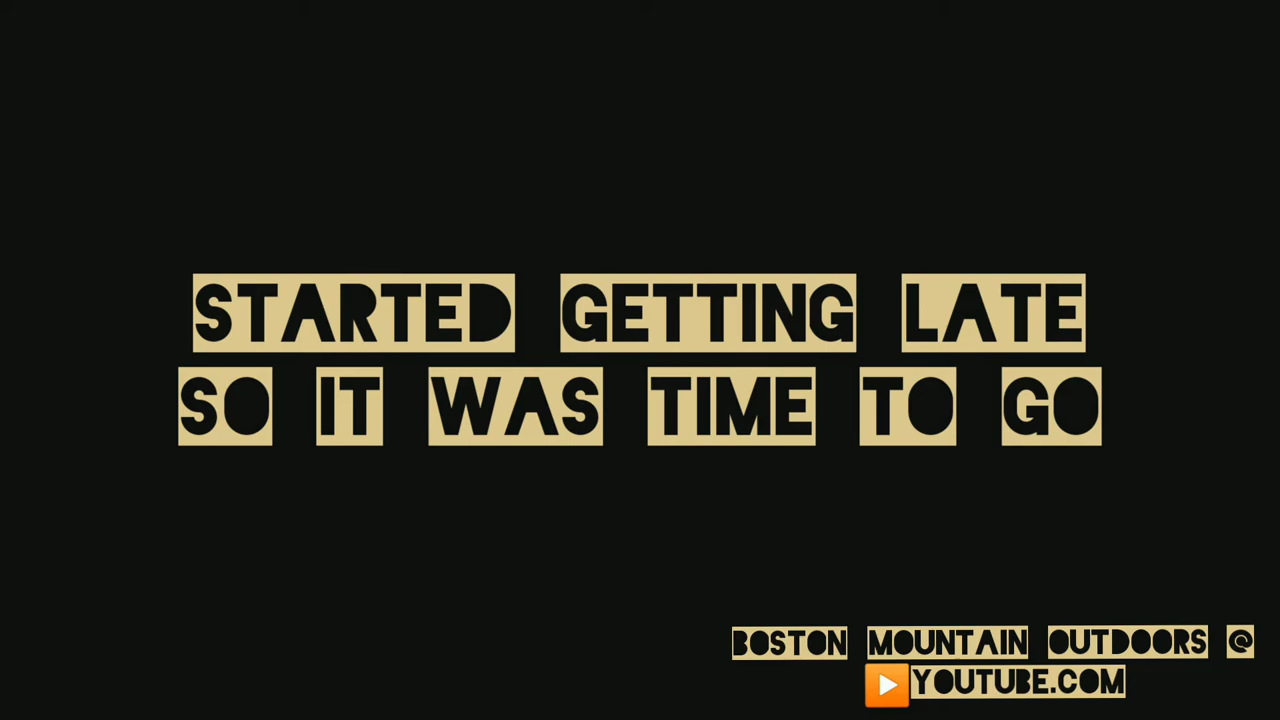 STARTED GETTING LATE
SO IT WAS TIME TO GO
BOSTON MOUNTAIN OUTDOORS @
▶️YOUTUBE.COM